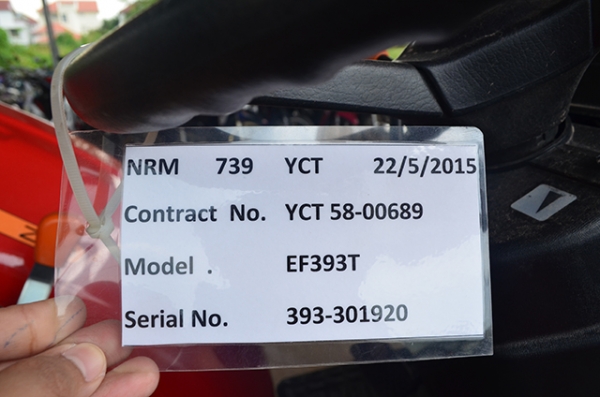 NRM 739 YCT 22/5/2015
Contract No. YCT 58-00689
Model . EF393T
Serial No. 393-301920